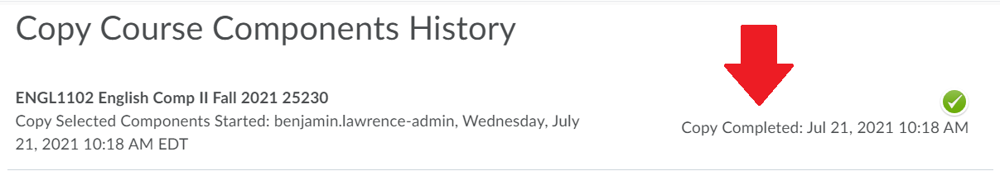 Copy Course Components History
ENGL1102 English Comp II Fall 2021 25230
Copy Selected Components Started: benjamin.lawrence-admin, Wednesday, July
21, 2021 10:18 AM EDT
Copy Completed: Jul 21, 2021 10:18 AM